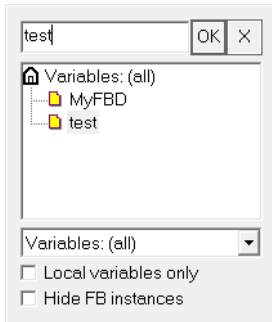 test
OK
X
Variables: (all)
MyFBD
test
Variables: (all)
Local variables only
Hide FB instances